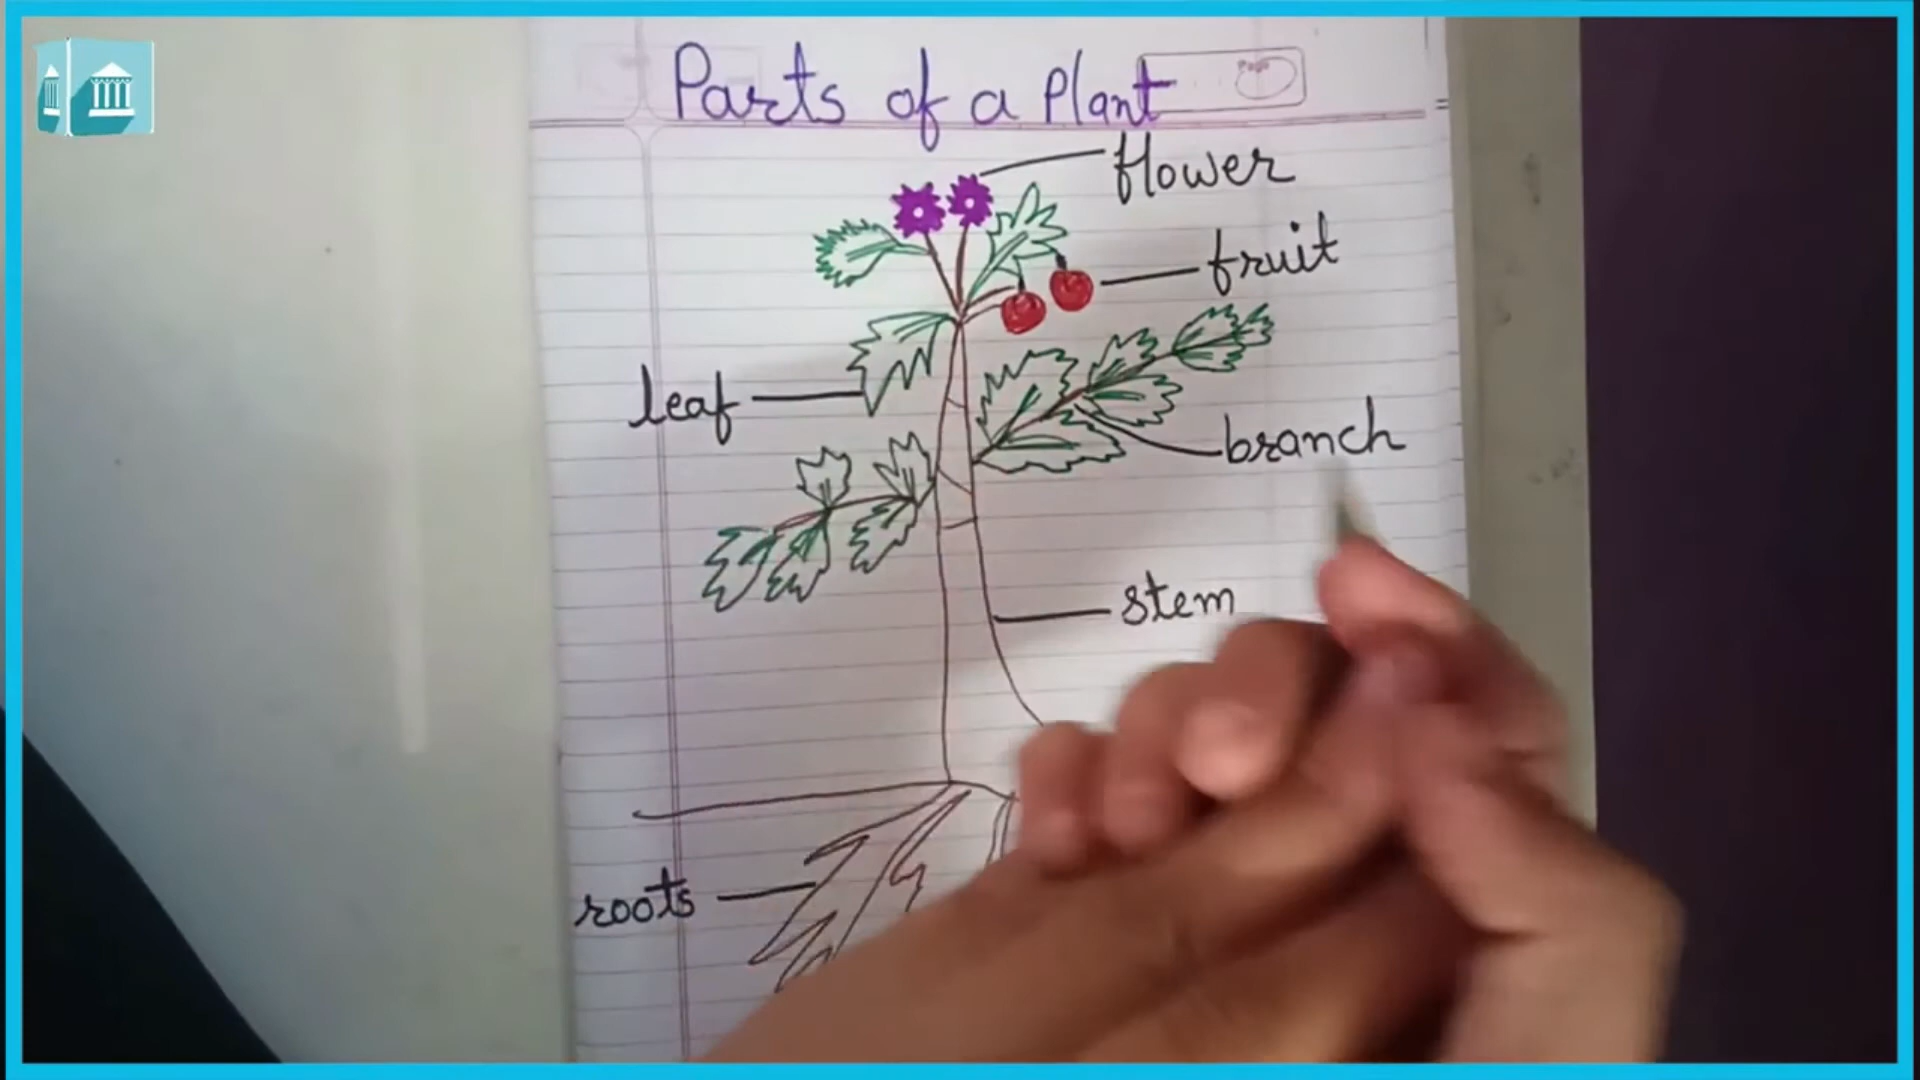 Parts of a Plant
flower
fruit
leaf
branch
stem
roots